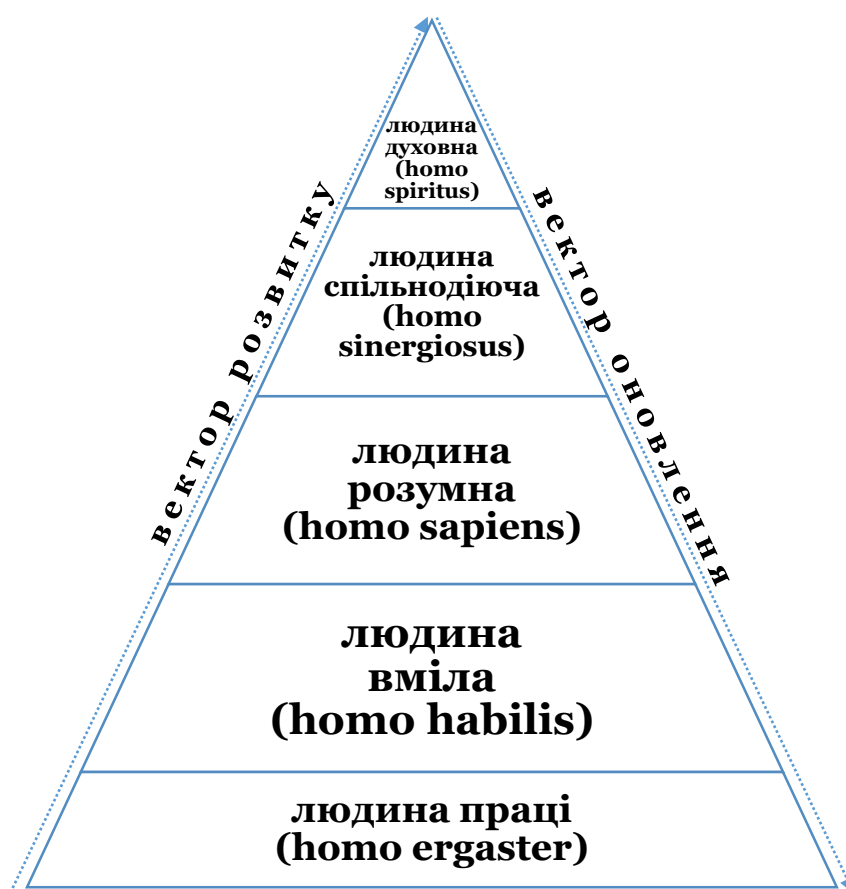 людина
духовна
(homo
spiritus)
вектор розвитку
вектор оновлення
людина
спільнодіюча
(homo
sinergiosus)
людина
розумна
(homo sapiens)
людина
вміла
(homo habilis)
людина праці
(homo ergaster)